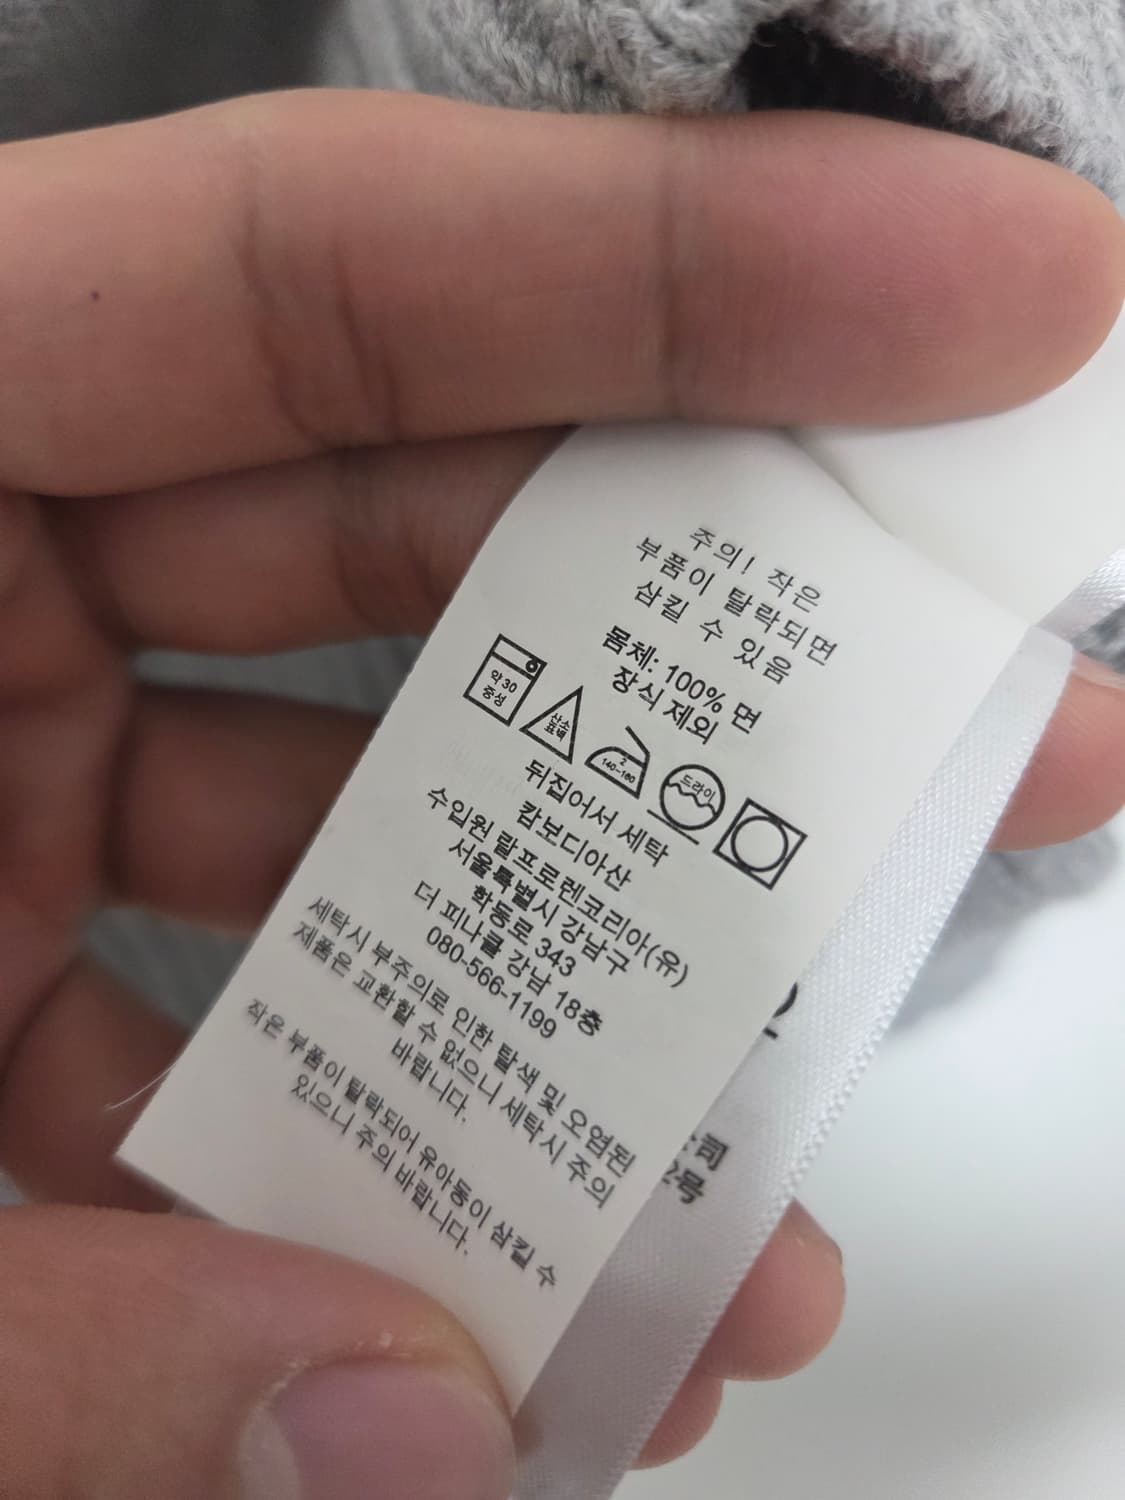 주의! 작은
부품이 탈락되면
삼킬 수 있음
몸체: 100% 면
장식 제외
약 30
중성
산소
표백
2
140-160
드라이
뒤집어서 세탁
캄보디아산
수입원 랄프로렌코리아(유)
서울특별시 강남구
학동로 343
더 피나클 강남 18층
080-566-1199
세탁시 부주의로 인한 탈색 및 오염된
제품은 교환할 수 없으니 세탁시 주의
바랍니다.
작은 부품이 탈락되어 유아동이 삼킬 수
있으니 주의 바랍니다.
司
号